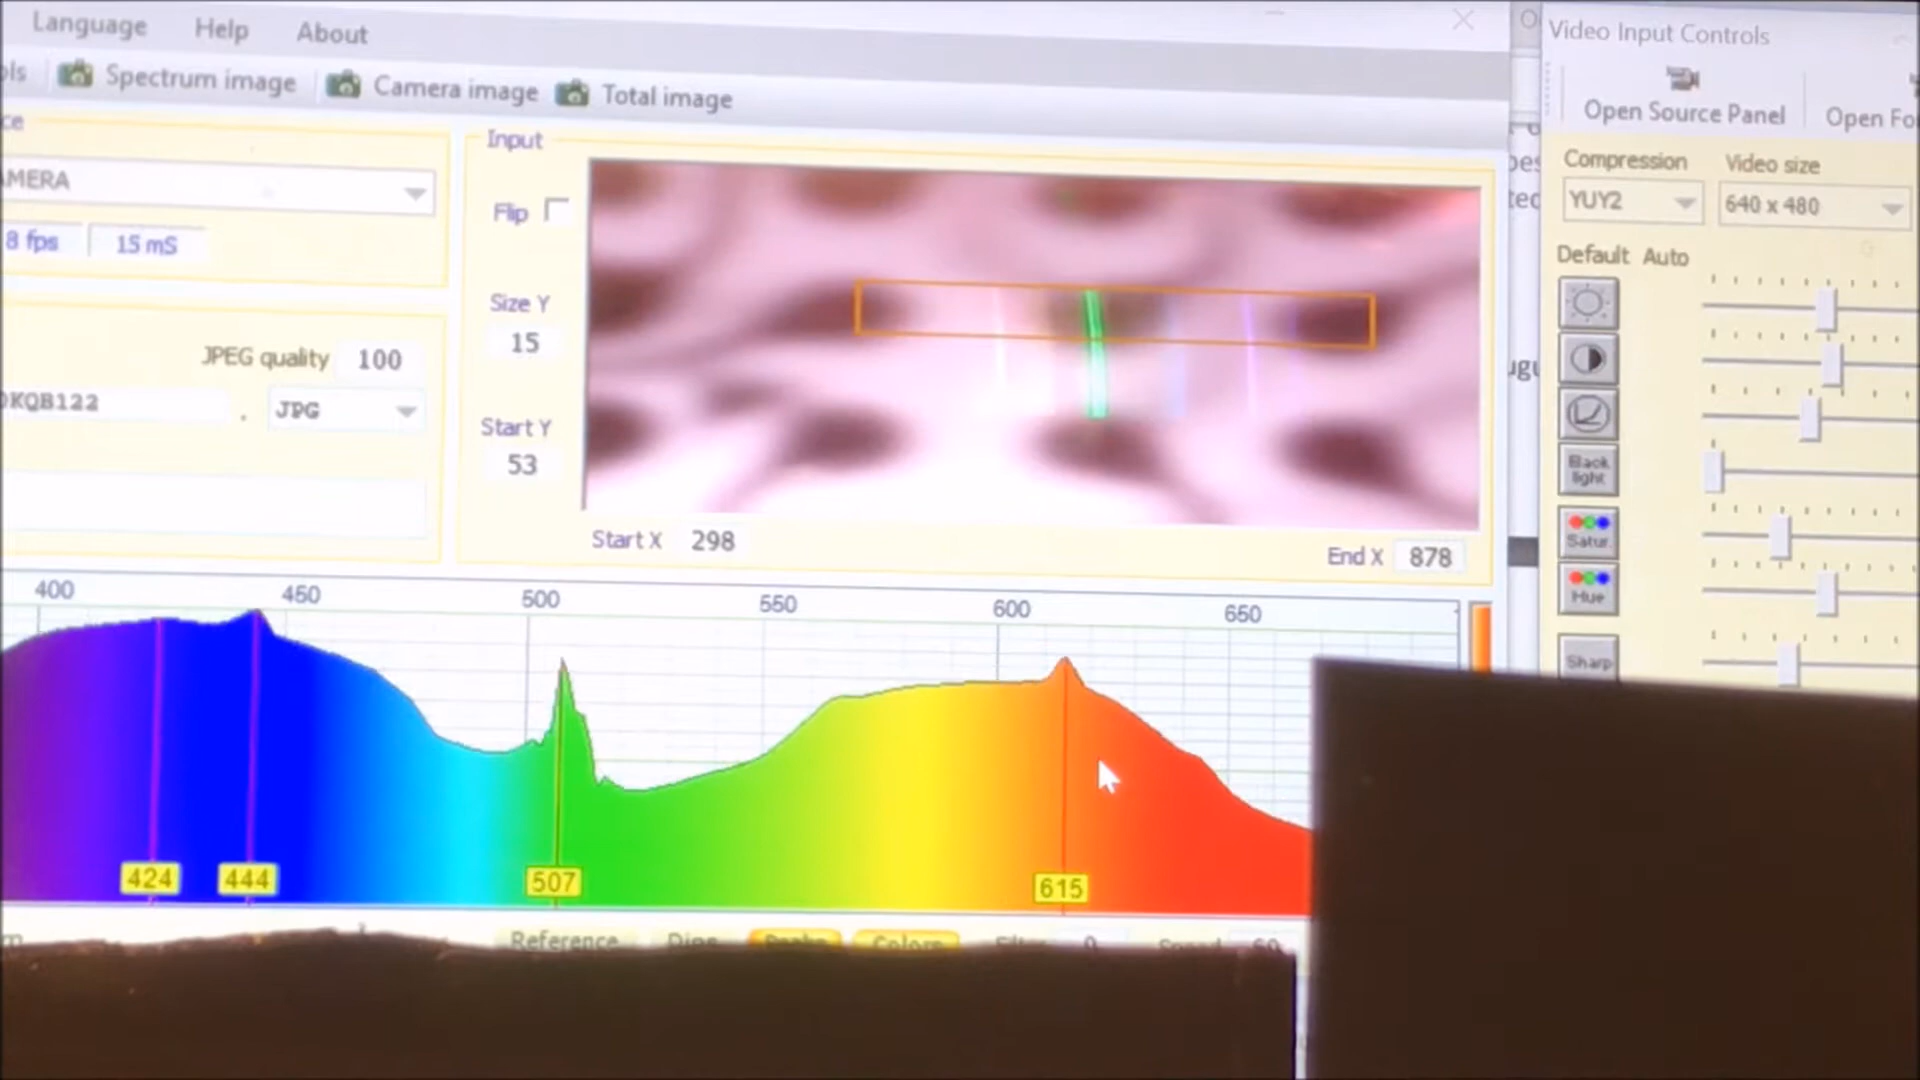 Language Help About
Video Input Controls
Spectrum image Camera image Total image
Open Source Panel
Input
Compression Video size
YUY2 640 x 480
Flip
8 fps 15 mS
Default Auto
Size Y
15
JPEG quality 100
KQB122 . JPG
Start Y
53
Back
light
Satur.
Hue
Start X 298
End X 878
400 450 500 550 600 650
Sharp
424 444 507 615
Reference